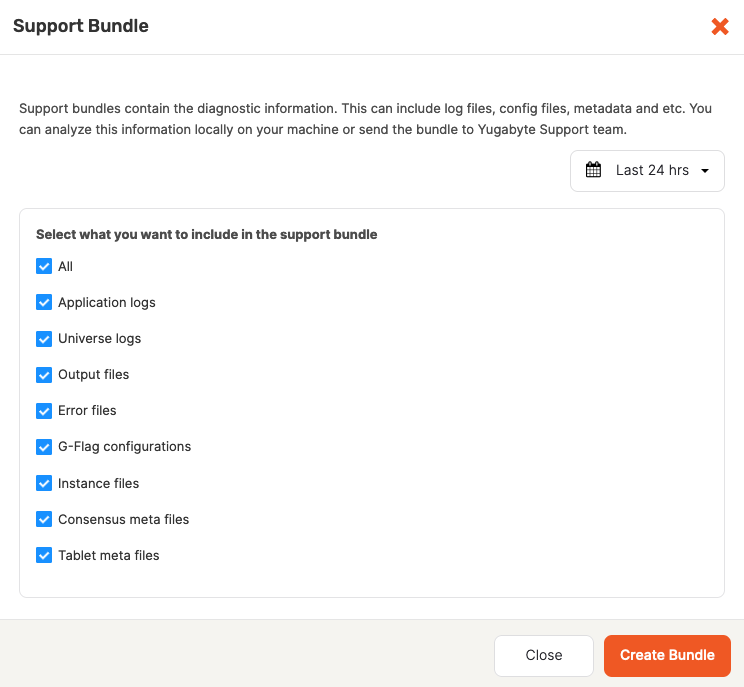 Support Bundle
Support bundles contain the diagnostic information. This can include log files, config files, metadata and etc. You
can analyze this information locally on your machine or send the bundle to Yugabyte Support team.
Last 24 hrs
Select what you want to include in the support bundle
All
Application logs
Universe logs
Output files
Error files
G-Flag configurations
Instance files
Consensus meta files
Tablet meta files
Close
Create Bundle